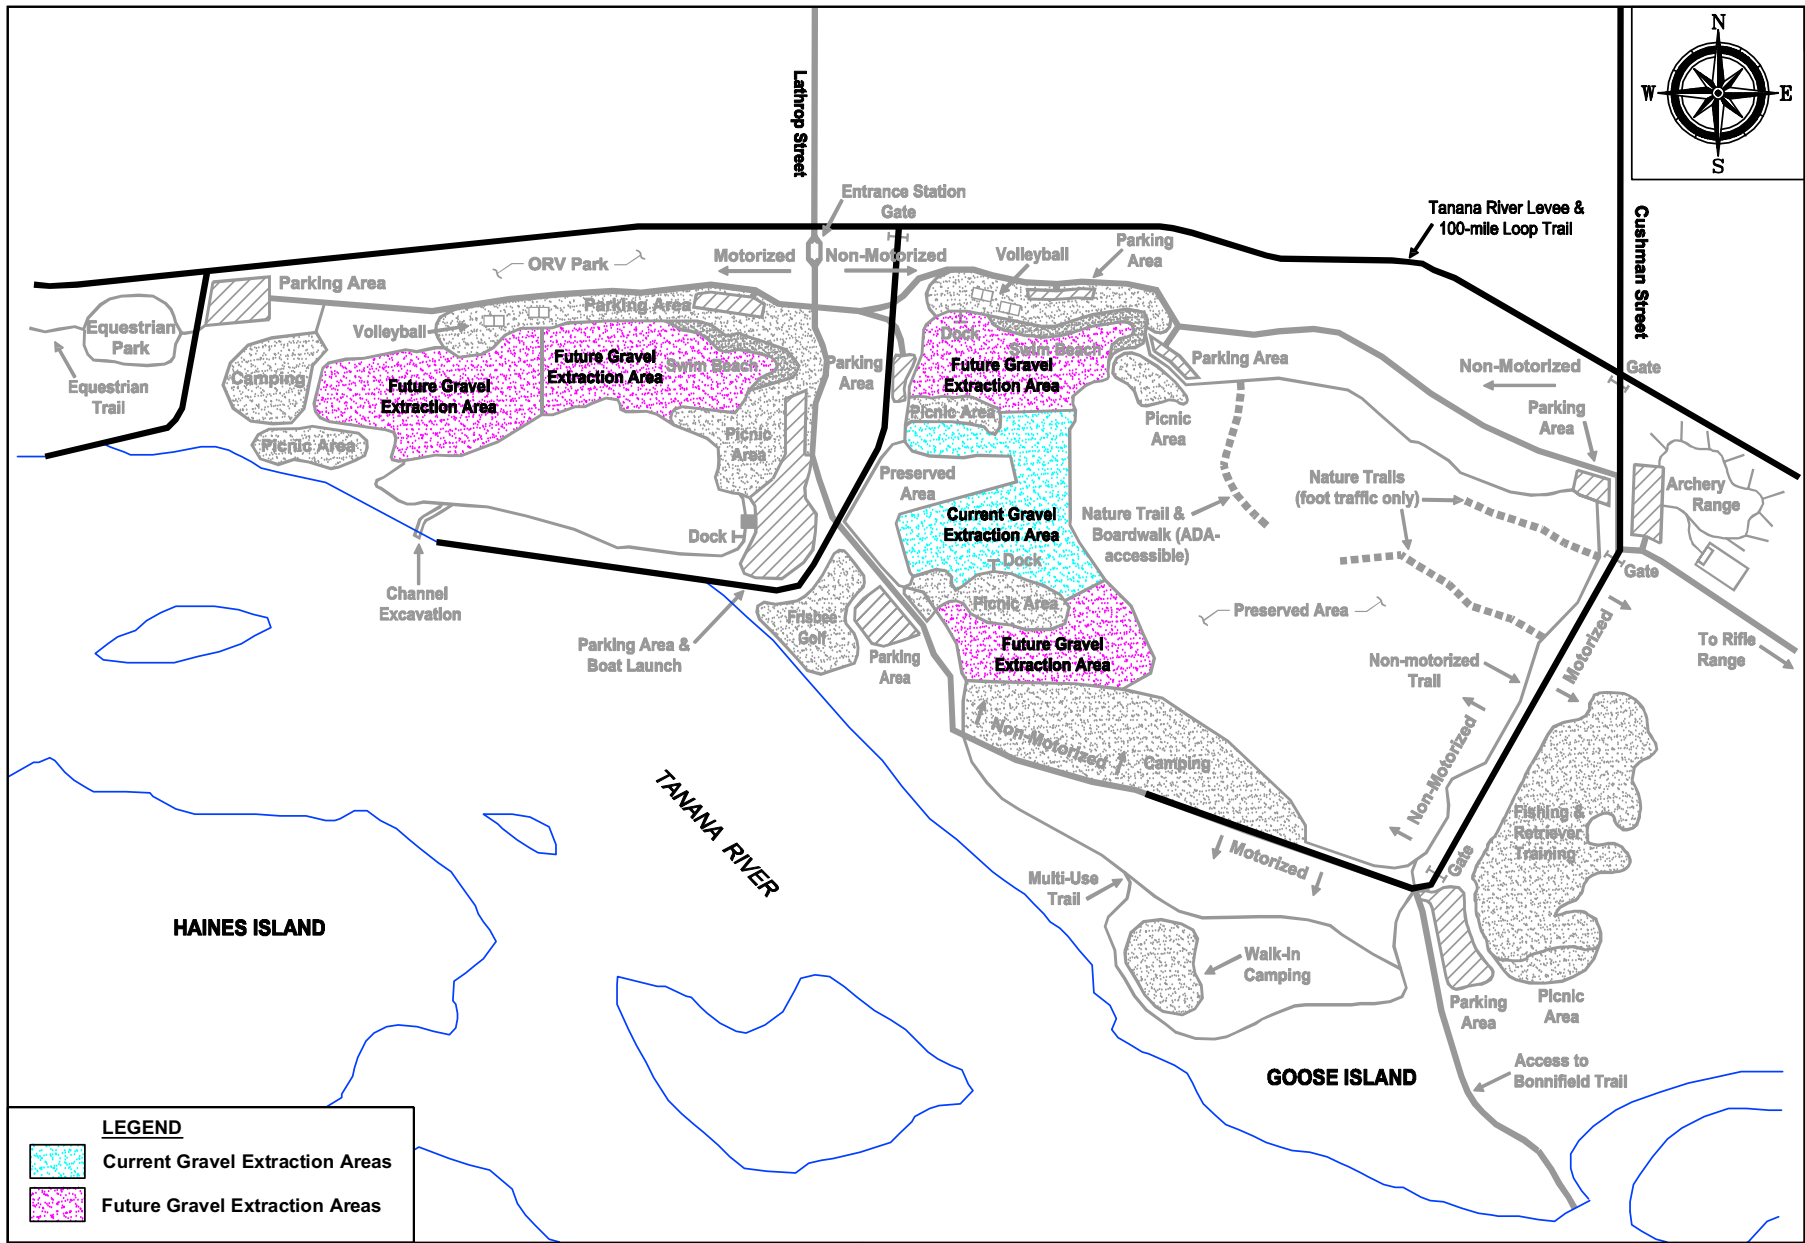 N
W
E
S
Lathrop Street
Entrance Station
Gate
Tanana River Levee &
100-mile Loop Trail
Cushman Street
Motorized
Non-Motorized
ORV Park
Volleyball
Parking
Area
Parking Area
Parking Area
Equestrian
Park
Volleyball
Equestrian
Trail
Camping
Picnic Area
Future Gravel
Extraction Area
Future Gravel
Extraction Area
Swim Beach
Parking
Area
Dock
Swim Beach
Future Gravel
Extraction Area
Parking Area
Picnic Area
Picnic
Area
Non-Motorized
Gate
Parking
Area
Picnic
Area
Preserved
Area
Nature Trails
(foot traffic only)
Archery
Range
Current Gravel
Extraction Area
Nature Trail &
Boardwalk (ADA-
accessible)
Dock
Dock
Gate
Channel
Excavation
Picnic Area
Preserved Area
Frisbee
Golf
Parking Area &
Boat Launch
Parking
Area
Future Gravel
Extraction Area
Motorized
To Rifle
Range
Non-motorized
Trail
Non-Motorized
Camping
Non-Motorized
Fishing &
Retriever
Training
TANANA RIVER
Motorized
Gate
Multi-Use
Trail
HAINES ISLAND
Walk-In
Camping
Parking
Area
Picnic
Area
GOOSE ISLAND
Access to
Bonnifield Trail
LEGEND
Current Gravel Extraction Areas
Future Gravel Extraction Areas